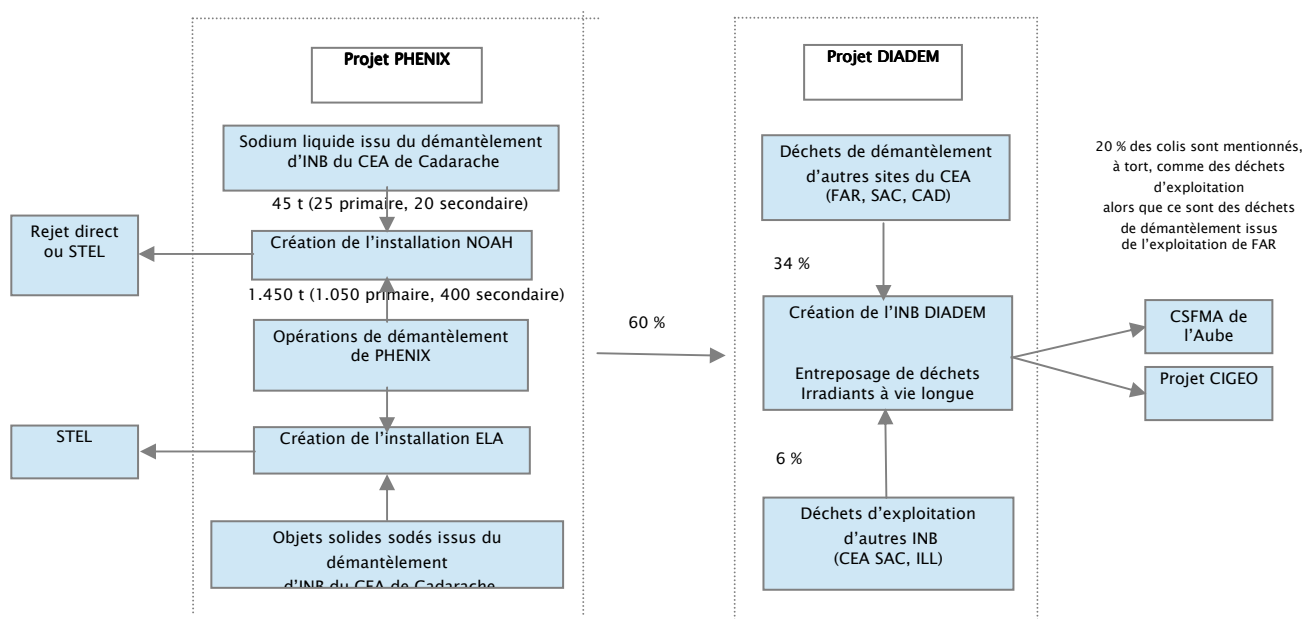 Projet PHENIX
Sodium liquide issu du démantèlement
d’INB du CEA de Cadarache
45 t (25 primaire, 20 secondaire)
Rejet direct
ou STEL
Création de l’installation NOAH
1.450 t (1.050 primaire, 400 secondaire)
Opérations de démantèlement
de PHENIX
STEL
Création de l’installation ELA
Objets solides sodés issus du
démantèlement
d’INB du CEA de Cadarache
60 %
Projet DIADEM
Déchets de démantèlement
d’autres sites du CEA
(FAR, SAC, CAD)
34 %
Création de l’INB DIADEM
Entreposage de déchets
Irradiants à vie longue
6 %
Déchets d’exploitation
d’autres INB
(CEA SAC, ILL)
20 % des colis sont mentionnés,
à tort, comme des déchets
d’exploitation
alors que ce sont des déchets
de démantèlement issus
de l’exploitation de FAR
CSFMA de
l’Aube
Projet CIGEO